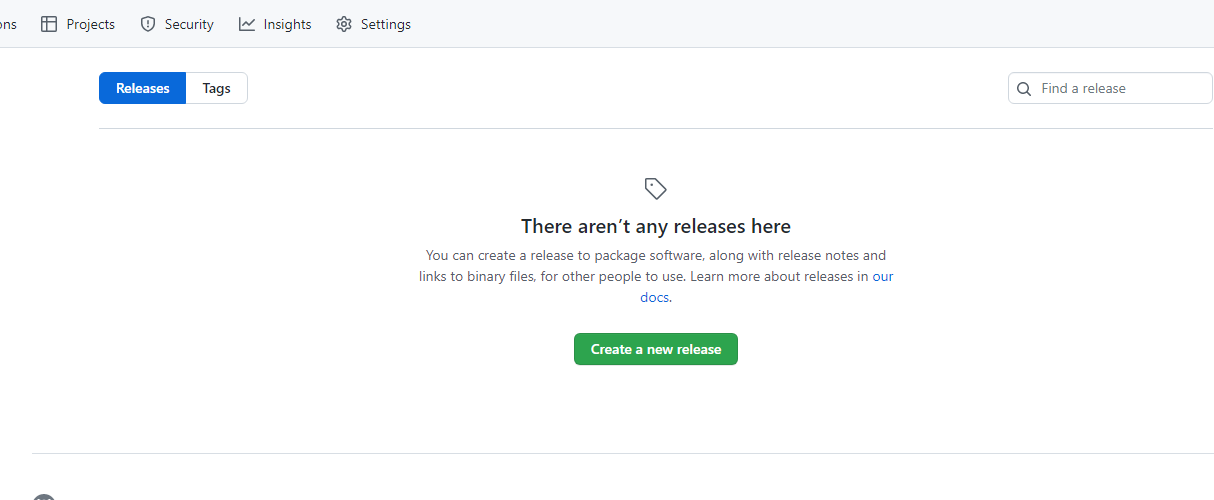 ons Projects Security Insights Settings
Releases Tags Find a release
There aren't any releases here
You can create a release to package software, along with release notes and
links to binary files, for other people to use. Learn more about releases in our
docs.
Create a new release